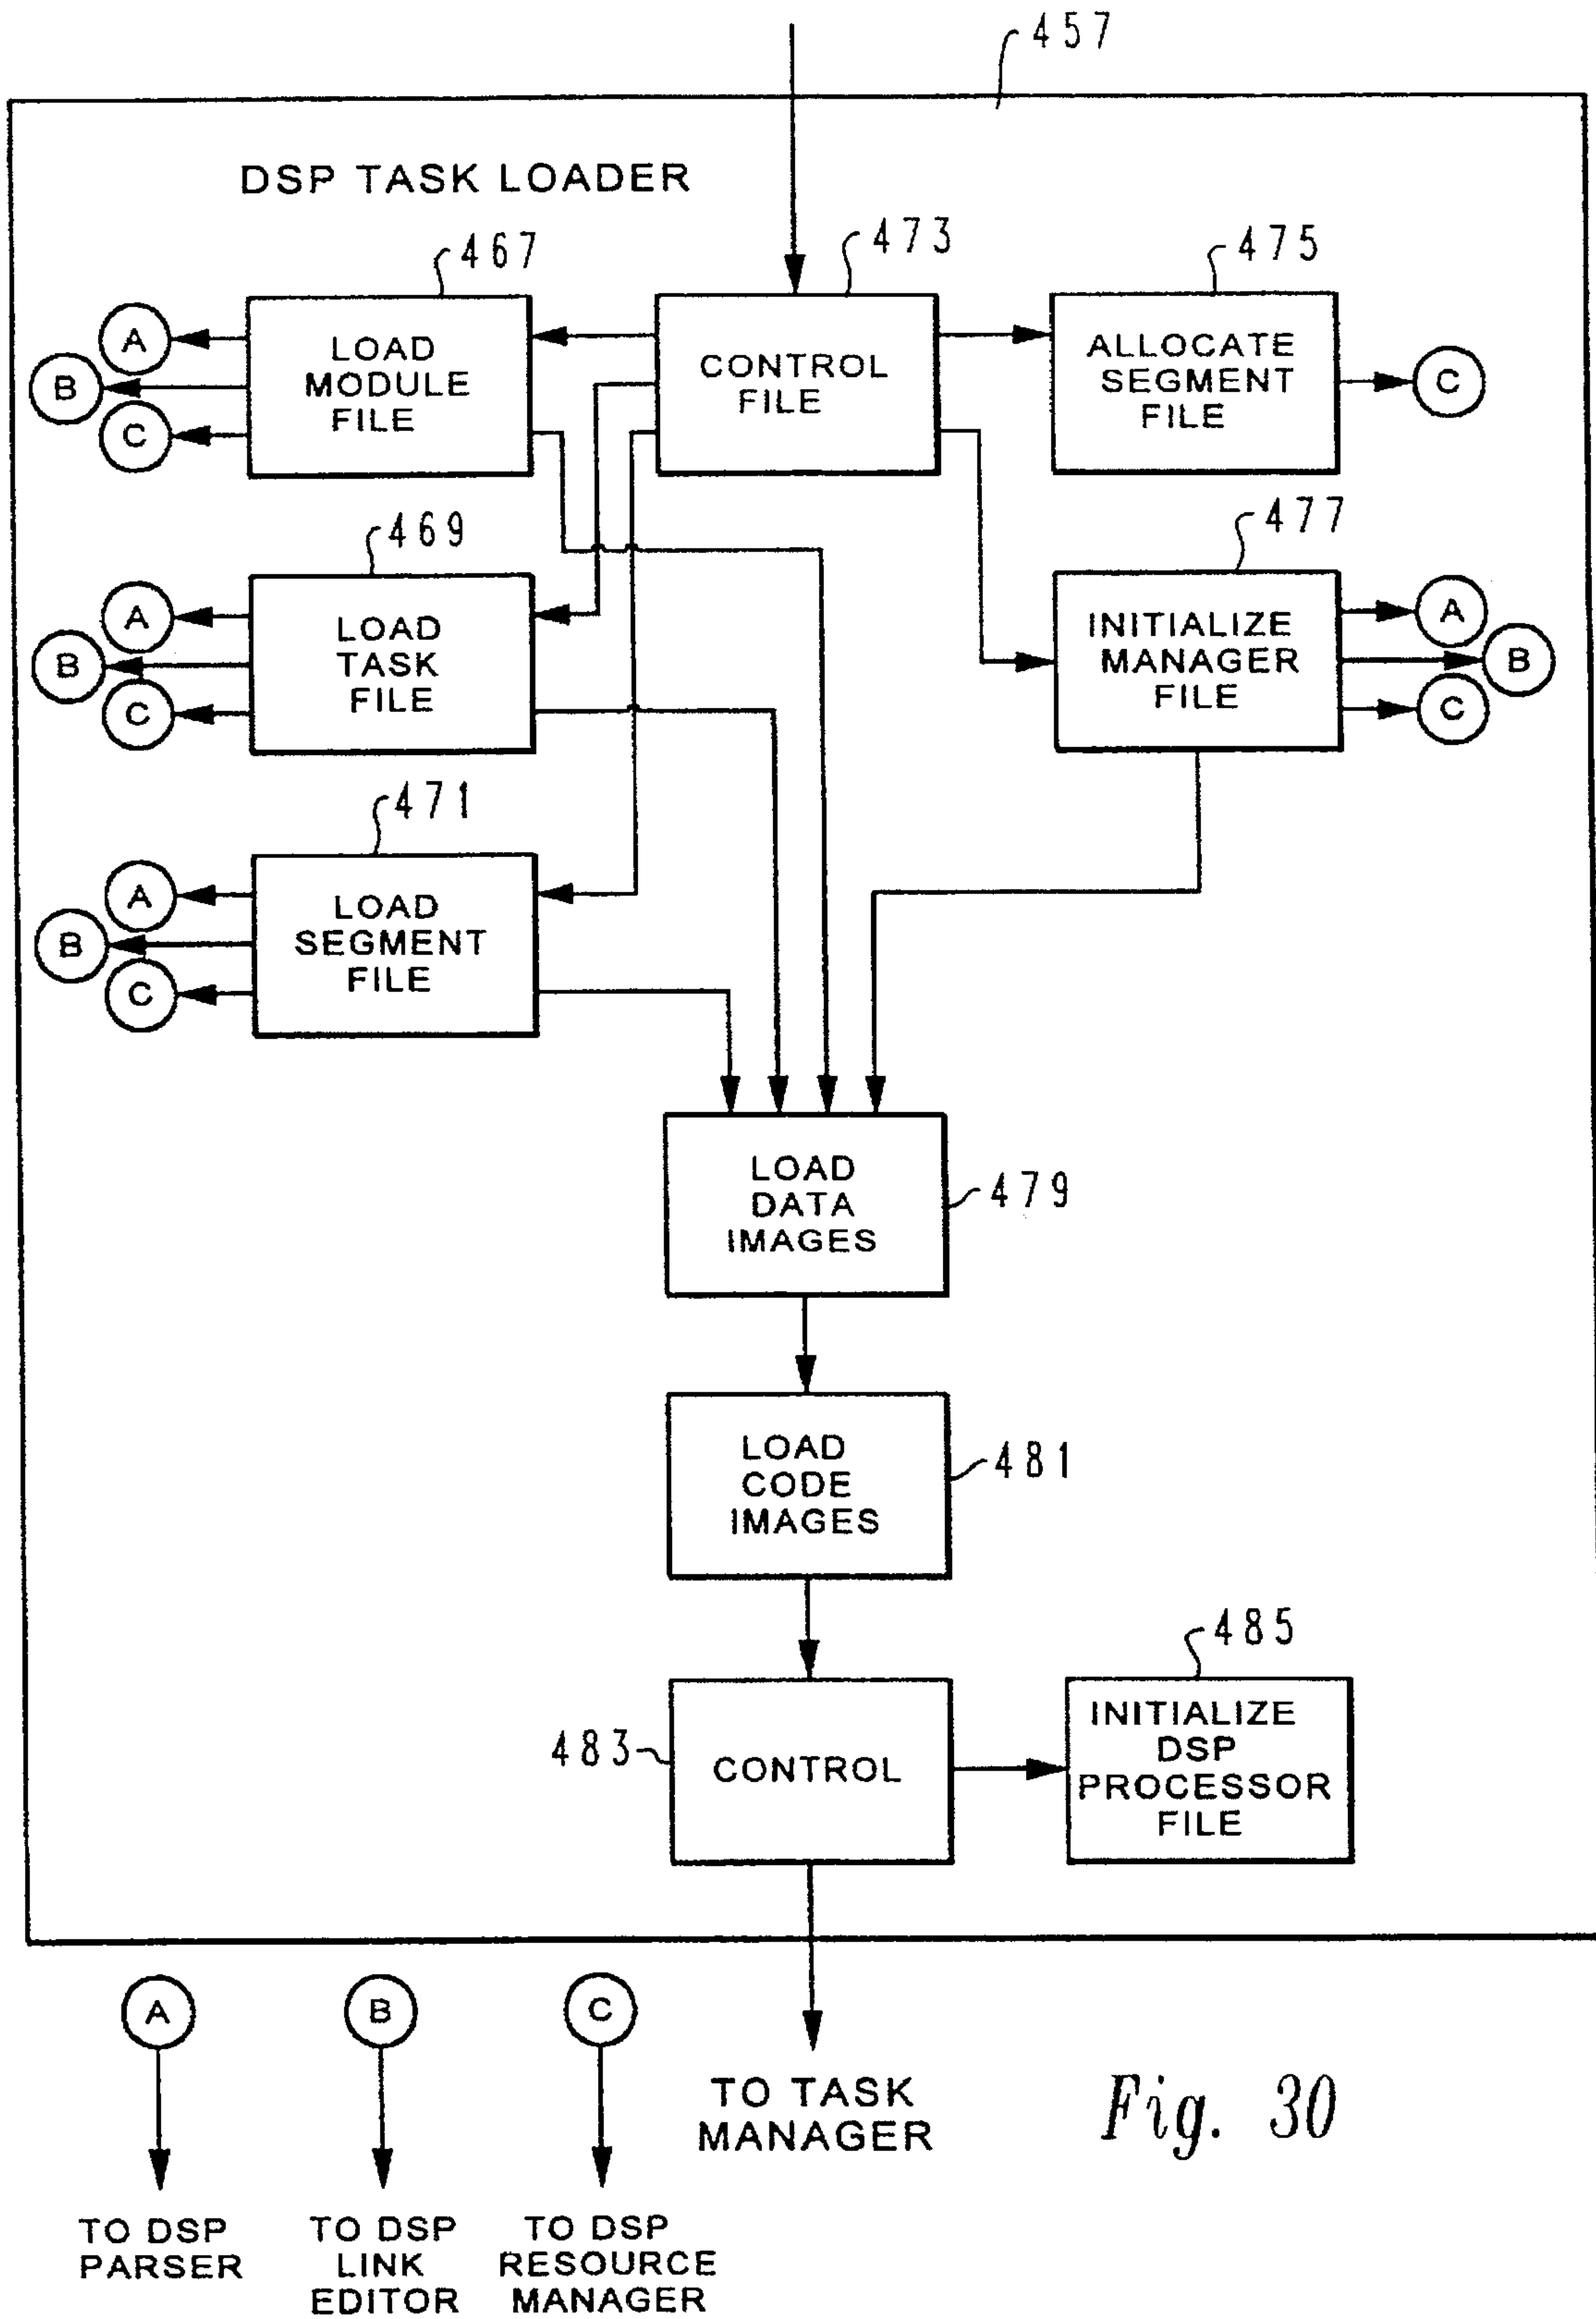 457
DSP TASK LOADER
467
473
475
A
B
C
LOAD
MODULE
FILE
CONTROL
FILE
ALLOCATE
SEGMENT
FILE
C
469
477
A
B
C
LOAD
TASK
FILE
INITIALIZE
MANAGER
FILE
A
B
C
471
A
B
C
LOAD
SEGMENT
FILE
LOAD
DATA
IMAGES
479
LOAD
CODE
IMAGES
481
485
483
CONTROL
INITIALIZE
DSP
PROCESSOR
FILE
A
B
C
TO TASK
MANAGER
Fig. 30
TO DSP
PARSER
TO DSP
LINK
EDITOR
TO DSP
RESOURCE
MANAGER